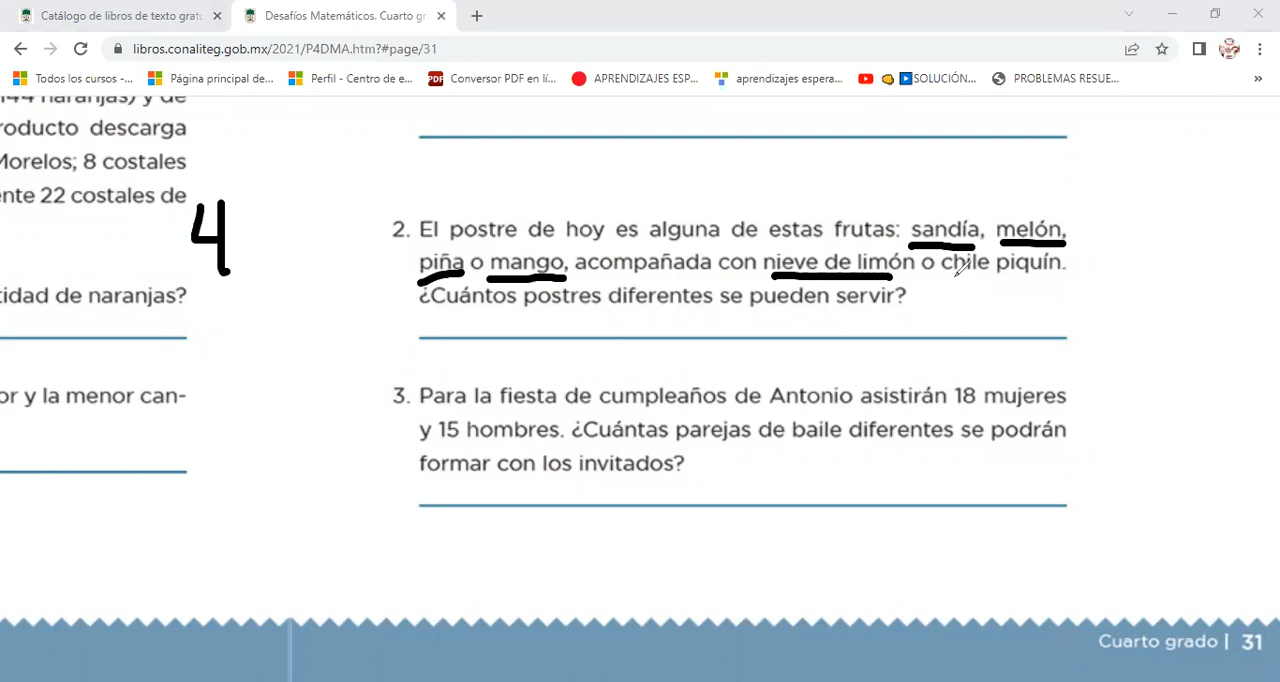 Catálogo de libros de texto gratu
Desafíos Matemáticos. Cuarto gr
libros.conaliteg.gob.mx/2021/P4DMA.htm?#page/31
Todos los cursos -...
Página principal de...
Perfil - Centro de e...
PDF
Conversor PDF en lí...
APRENDIZAJES ESP...
aprendizajes espera...
SOLUCIÓN...
PROBLEMAS RESUE...
»
144 naranjas) y de
roducto descarga
Morelos; 8 costales
ente 22 costales de
4
tidad de naranjas?
or y la menor can-
2. El postre de hoy es alguna de estas frutas: sandía, melón,
piña o mango, acompañada con nieve de limón o chile piquín.
¿Cuántos postres diferentes se pueden servir?
3. Para la fiesta de cumpleaños de Antonio asistirán 18 mujeres
y 15 hombres. ¿Cuántas parejas de baile diferentes se podrán
formar con los invitados?
Cuarto grado | 31